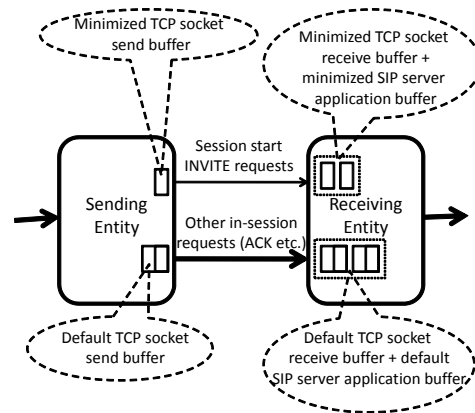 Minimized TCP socket
send buffer
Minimized TCP socket
receive buffer +
minimized SIP server
application buffer
Session start
INVITE requests
Sending
Entity
Other in-session
requests (ACK etc.)
Receiving
Entity
Default TCP socket
send buffer
Default TCP socket
receive buffer + default
SIP server application buffer